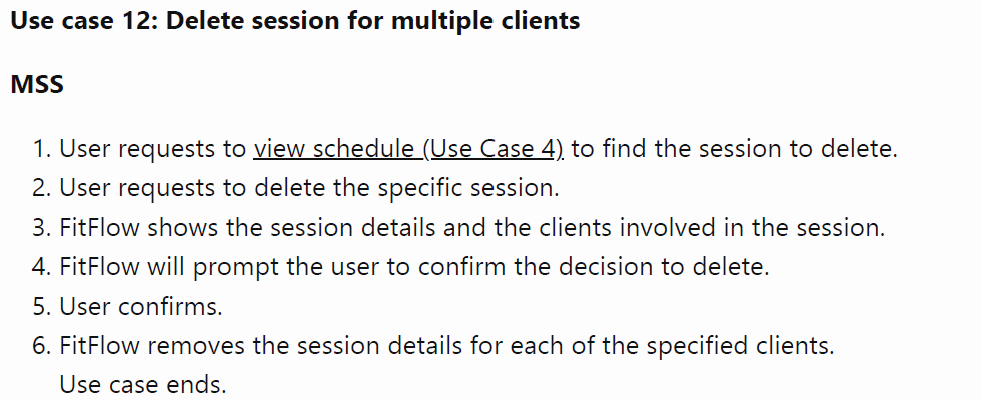 Use case 12: Delete session for multiple clients
MSS
1. User requests to view schedule (Use Case 4) to find the session to delete.
2. User requests to delete the specific session.
3. FitFlow shows the session details and the clients involved in the session.
4. FitFlow will prompt the user to confirm the decision to delete.
5. User confirms.
6. FitFlow removes the session details for each of the specified clients.
Use case ends.